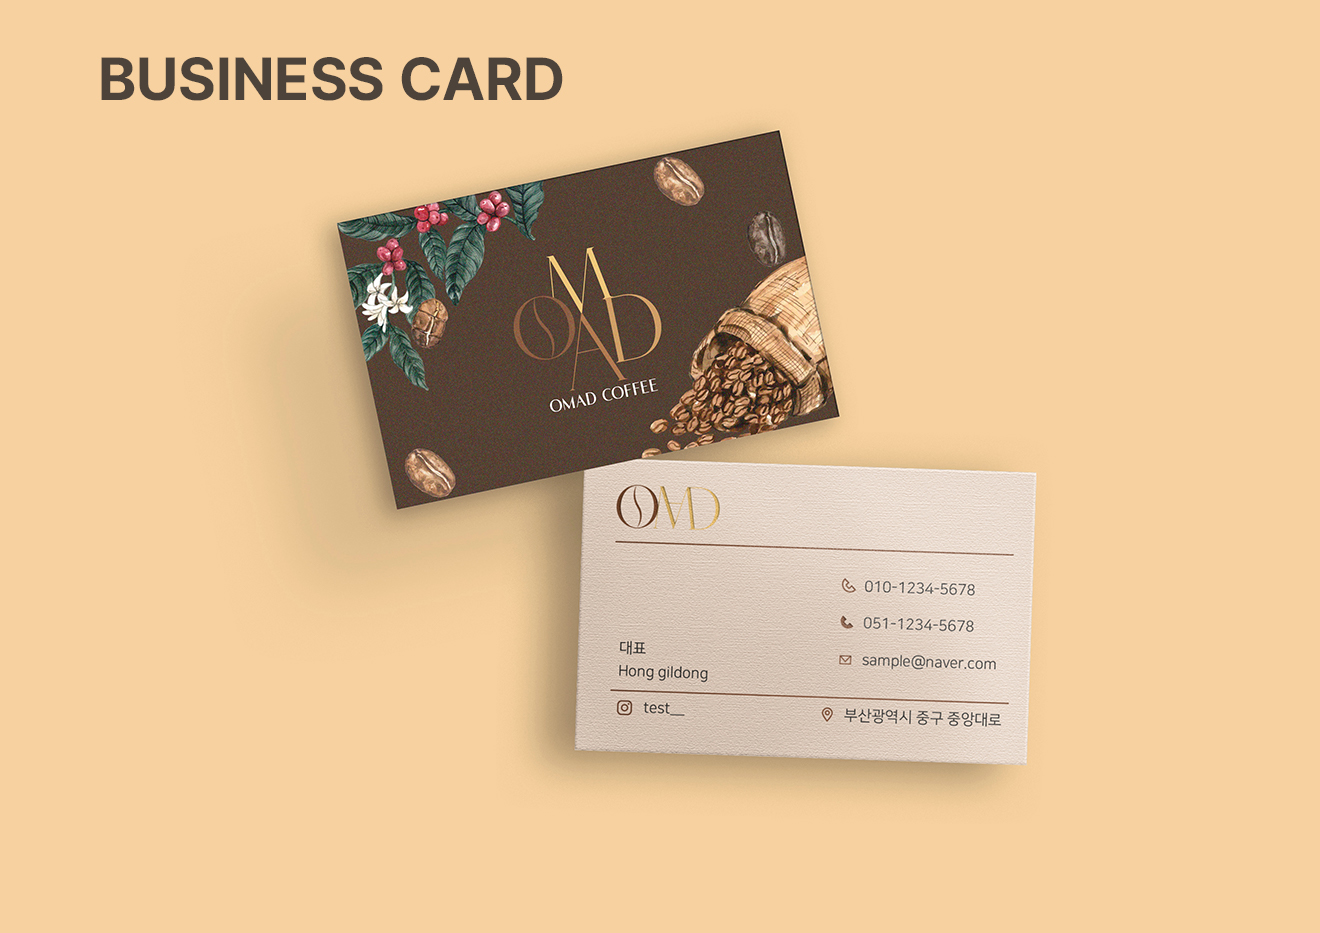 BUSINESS CARD
OMAD
OMAD COFFEE
OMAD
010-1234-5678
051-1234-5678
sample@naver.com
대표
Hong gildong
test__
부산광역시 중구 중앙대로